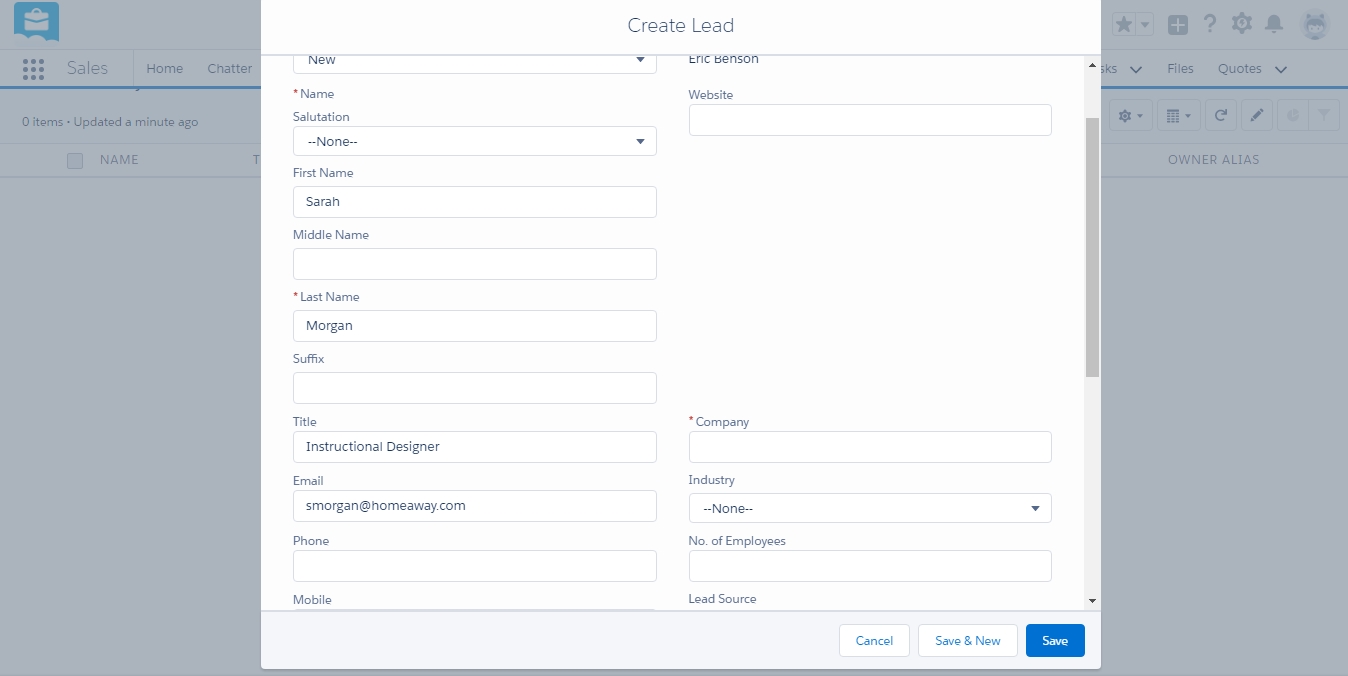 Create Lead
Sales
Home
Chatter
sks
Files
Quotes
0 items • Updated a minute ago
NAME
T
OWNER ALIAS
New
Eric Benson
* Name
Website
Salutation
--None--
First Name
Sarah
Middle Name
* Last Name
Morgan
Suffix
Title
* Company
Instructional Designer
Email
Industry
smorgan@homeaway.com
--None--
Phone
No. of Employees
Mobile
Lead Source
Cancel
Save & New
Save